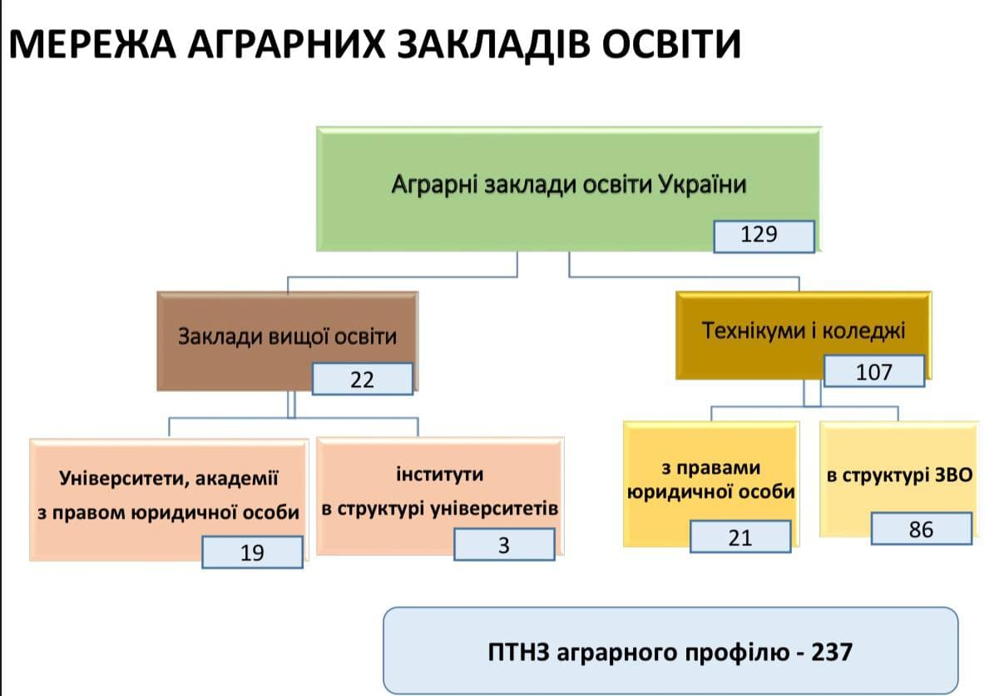 МЕРЕЖА АГРАРНИХ ЗАКЛАДІВ ОСВІТИ
Аграрні заклади освіти України
129
Заклади вищої освіти
22
Технікуми і коледжі
107
Університети, академії
з правом юридичної особи
19
інститути
в структурі університетів
3
з правами
юридичної особи
21
в структурі ЗВО
86
ПТНЗ аграрного профілю - 237